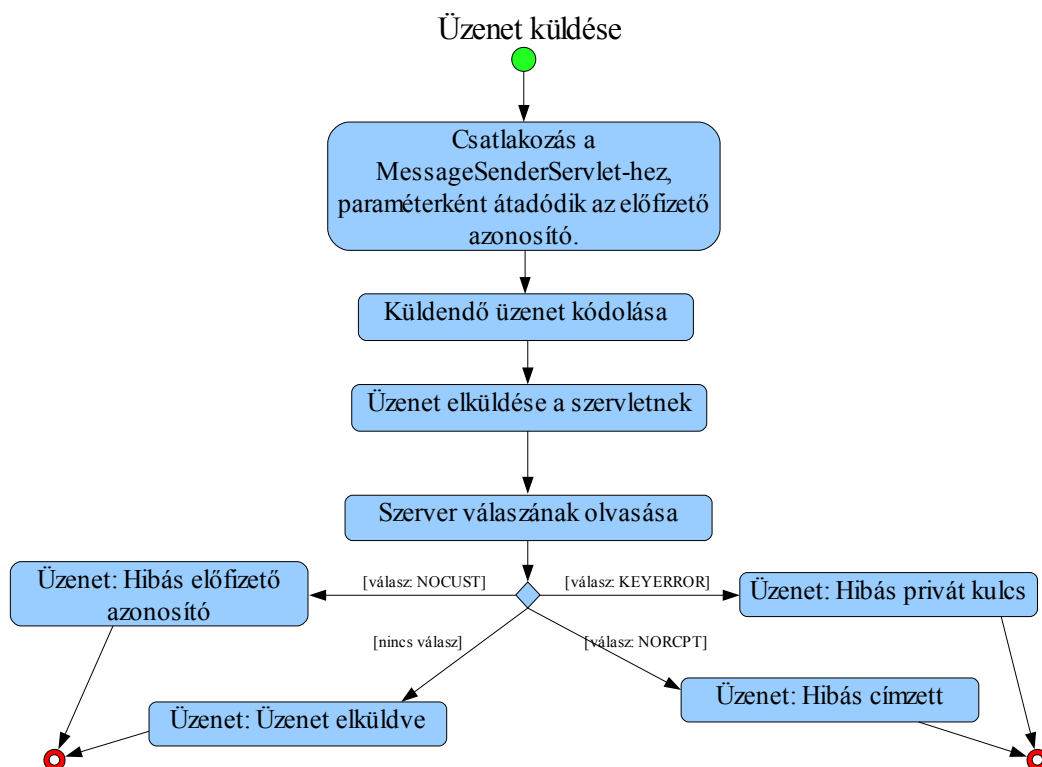 Üzenet küldése
Csatlakozás a
MessageSenderServlet-hez,
paraméterként átadódik az előfizető
azonosító.
Küldendő üzenet kódolása
Üzenet elküldése a szervletnek
Szerver válaszának olvasása
Üzenet: Hibás előfizető
azonosító
[válasz: NOCUST]
[válasz: KEYERROR]
Üzenet: Hibás privát kulcs
[nincs válasz]
[válasz: NORCPT]
Üzenet: Üzenet elküldve
Üzenet: Hibás címzett